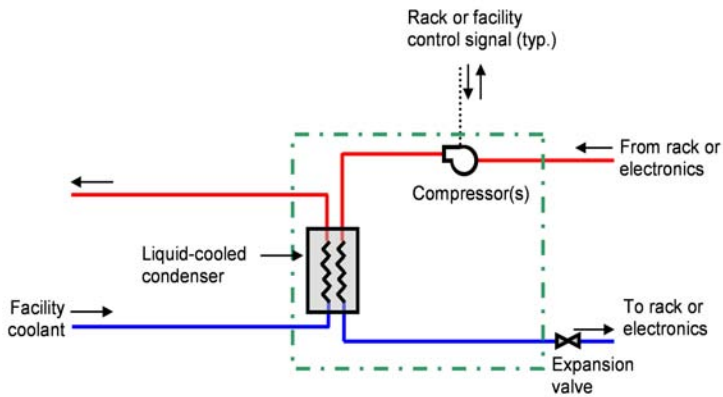 Rack or facility
control signal (typ.)
From rack or
electronics
Compressor(s)
Liquid-cooled
condenser
Facility
coolant
To rack or
electronics
Expansion
valve